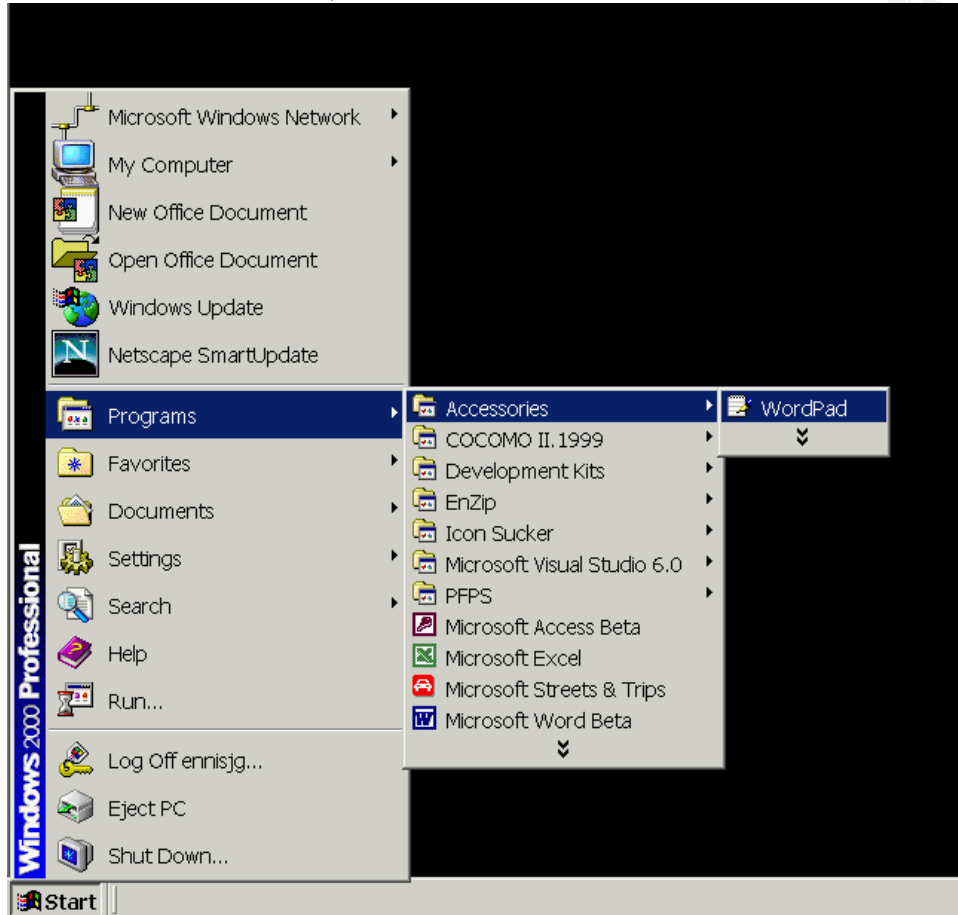 Microsoft Windows Network
My Computer
New Office Document
Open Office Document
Windows Update
Netscape SmartUpdate
Programs
Favorites
Documents
Settings
Search
Help
Run...
Log Off ennisjg...
Eject PC
Shut Down...
Windows 2000 Professional
Accessories
COCOMO II.1999
Development Kits
EnZip
Icon Sucker
Microsoft Visual Studio 6.0
PFPS
Microsoft Access Beta
Microsoft Excel
Microsoft Streets & Trips
Microsoft Word Beta
WordPad
Start